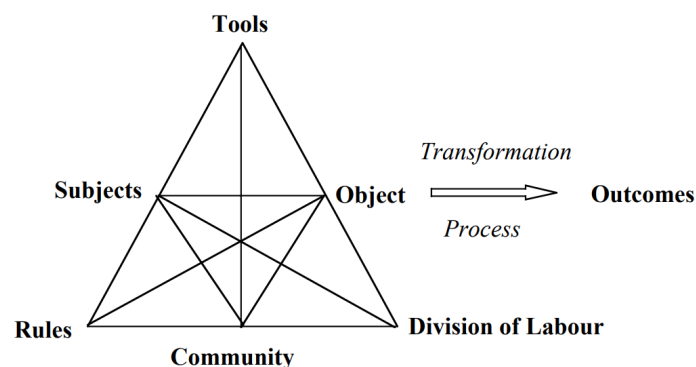 Tools
Transformation
Subjects
Object
Outcomes
Process
Rules
Division of Labour
Community